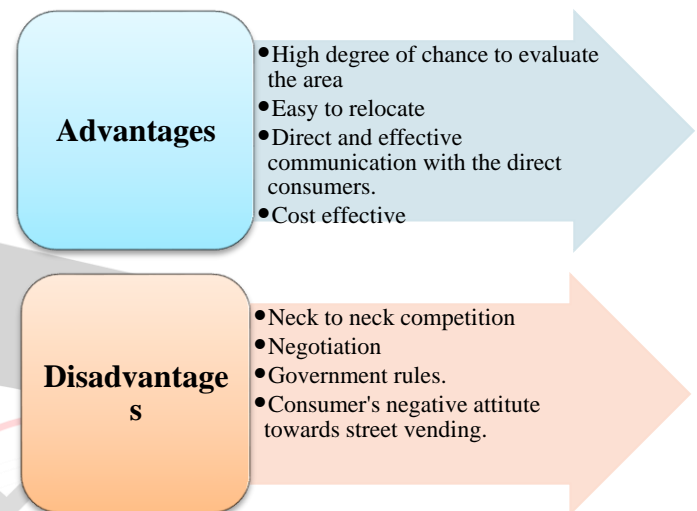 Advantages
•High degree of chance to evaluate
the area
•Easy to relocate
•Direct and effective
communication with the direct
consumers.
•Cost effective
Disadvantage
s
•Neck to neck competition
•Negotiation
•Government rules.
•Consumer's negative attitute
towards street vending.